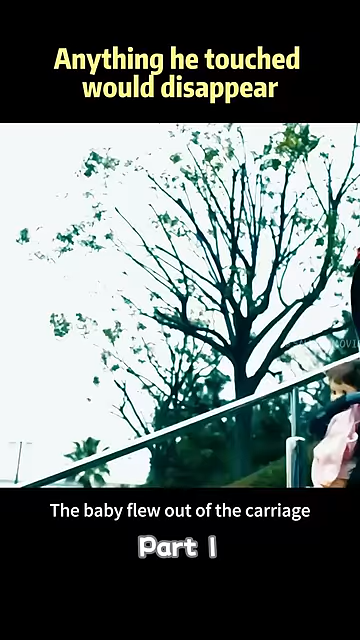 Anything he touched
would disappear
The baby flew out of the carriage
Part 1